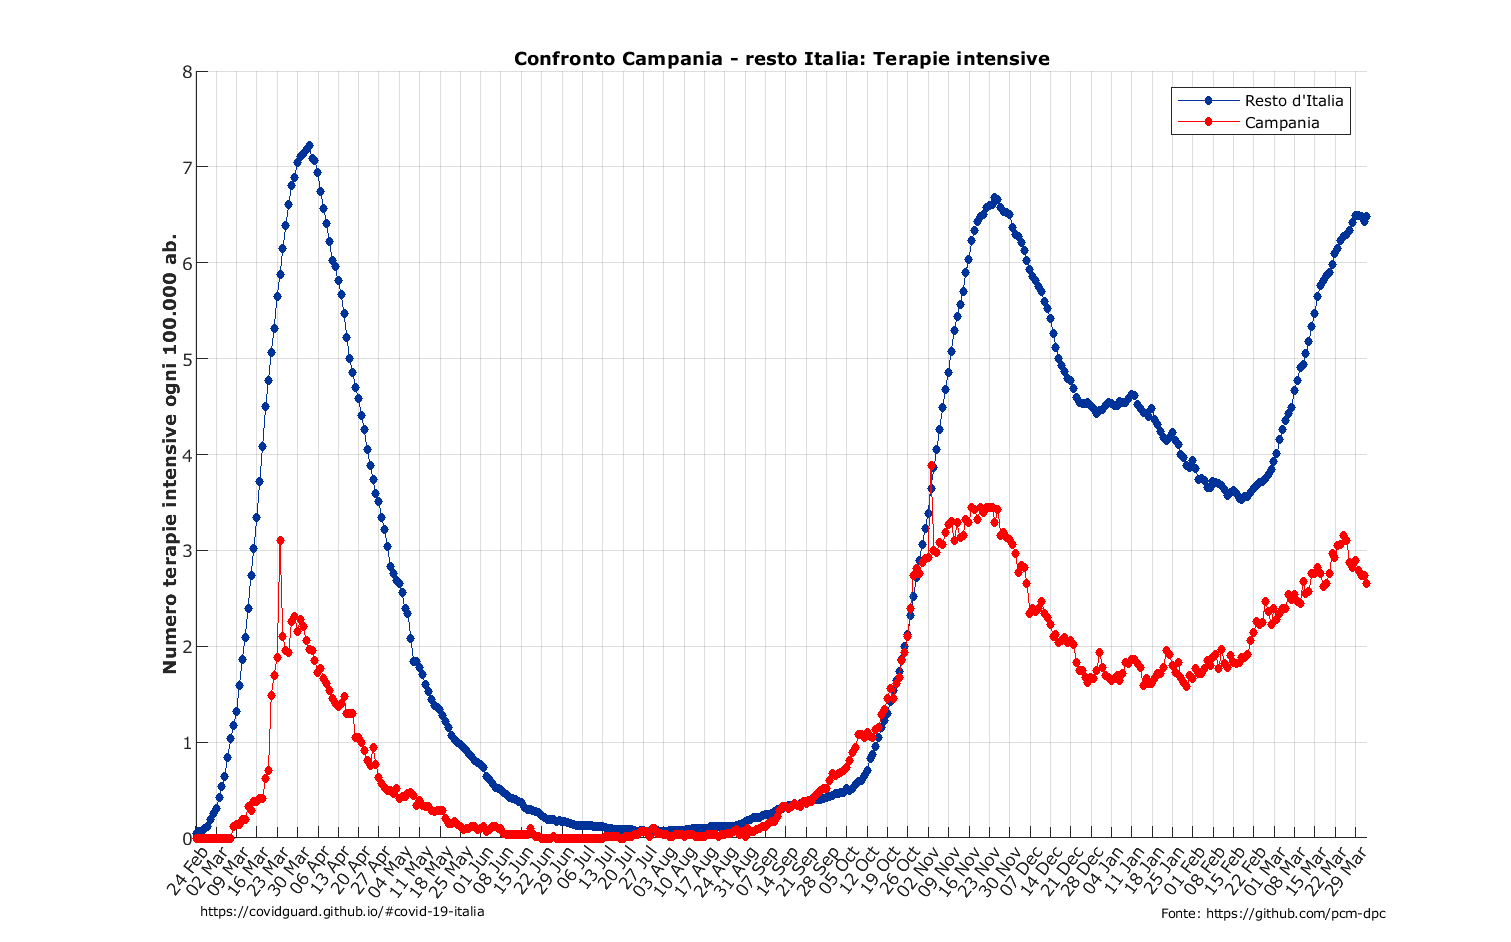 Confronto Campania - resto Italia: Terapie intensive
Resto d'Italia
Campania
Numero terapie intensive ogni 100.000 ab.
8
7
6
5
4
3
2
1
0
24 Feb
02 Mar
09 Mar
16 Mar
23 Mar
30 Mar
06 Apr
13 Apr
20 Apr
27 Apr
04 May
11 May
18 May
25 May
01 Jun
08 Jun
15 Jun
22 Jun
29 Jun
06 Jul
13 Jul
20 Jul
27 Jul
03 Aug
10 Aug
17 Aug
24 Aug
31 Aug
07 Sep
14 Sep
21 Sep
28 Sep
05 Oct
12 Oct
19 Oct
26 Oct
02 Nov
09 Nov
16 Nov
23 Nov
30 Nov
07 Dec
14 Dec
21 Dec
28 Dec
04 Jan
11 Jan
18 Jan
25 Jan
01 Feb
08 Feb
15 Feb
22 Feb
01 Mar
08 Mar
15 Mar
22 Mar
29 Mar
https://covidguard.github.io/#covid-19-italia
Fonte: https://github.com/pcm-dpc